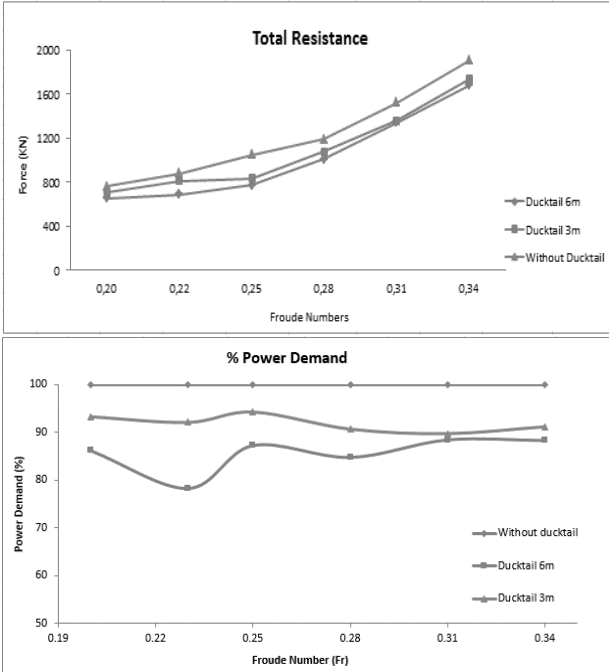 Total Resistance
2000
1600
1200
800
400
0
Force (KN)
0,20 0,22 0,25 0,28 0,31 0,34
Froude Numbers
Ducktail 6m
Ducktail 3m
Without Ducktail
% Power Demand
100
90
80
70
60
50
Power Demand (%)
0.19 0.22 0.25 0.28 0.31 0.34
Froude Number (Fr)
Without ducktail
Ducktail 6m
Ducktail 3m